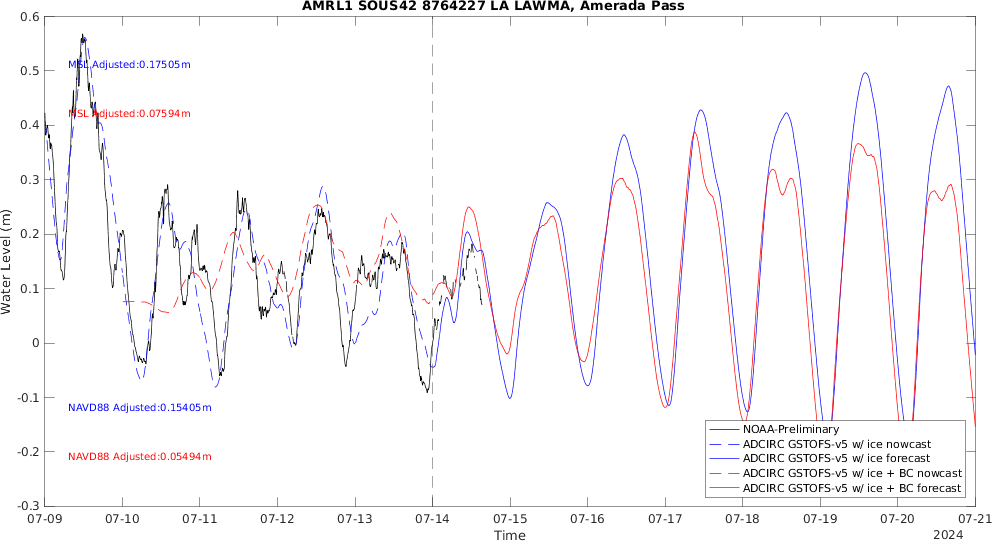 AMRL1 SOUS42 8764227 LA LAWMA, Amerada Pass
Water Level (m)
0.6
0.5
0.4
0.3
0.2
0.1
0
-0.1
-0.2
-0.3
MSL Adjusted:0.17505m
MSL Adjusted:0.07594m
NAVD88 Adjusted:0.15405m
NAVD88 Adjusted:0.05494m
NOAA-Preliminary
ADCIRC GSTOFS-v5 w/ ice nowcast
ADCIRC GSTOFS-v5 w/ ice forecast
ADCIRC GSTOFS-v5 w/ ice + BC nowcast
ADCIRC GSTOFS-v5 w/ ice + BC forecast
07-09 07-10 07-11 07-12 07-13 07-14 07-15 07-16 07-17 07-18 07-19 07-20 07-21
Time
2024